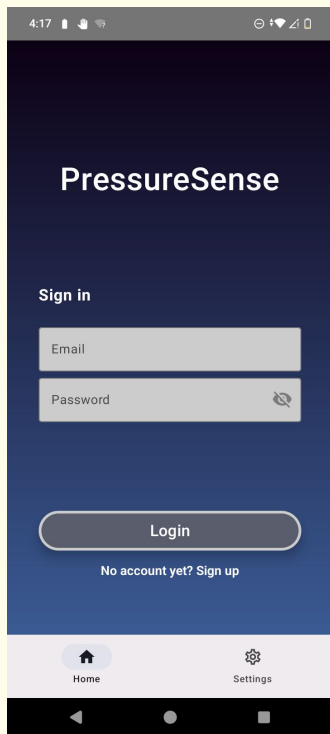 4:17
PressureSense
Sign in
Email
Password
Login
No account yet? Sign up
Home
Settings